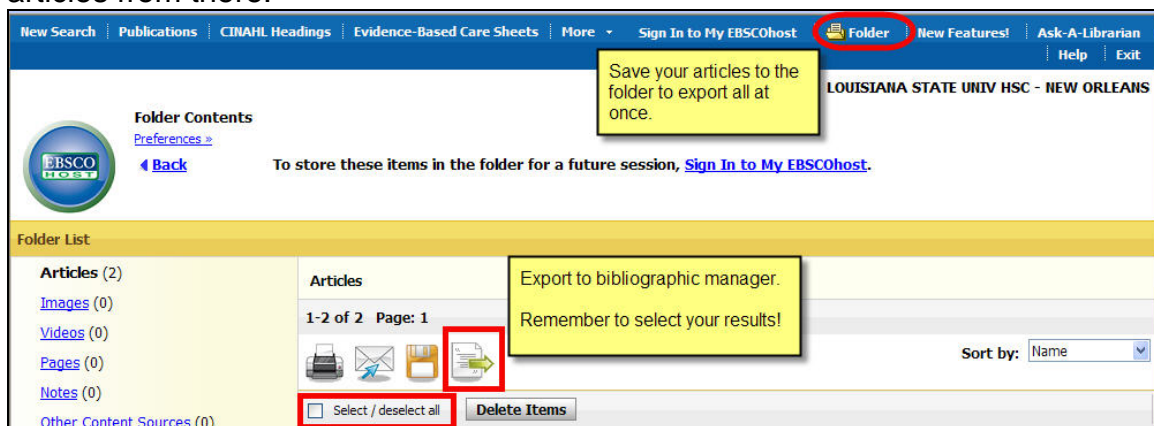 articles from there.
New Search Publications CINAHL Headings Evidence-Based Care Sheets More Sign In to My EBSCOhost Folder New Features! Ask-A-Librarian
Help Exit
Save your articles to the
folder to export all at
once.
LOUISIANA STATE UNIV HSC - NEW ORLEANS
Folder Contents
Preferences »
Back
EBSCO
HOST
To store these items in the folder for a future session, Sign In to My EBSCOhost.
Folder List
Articles (2)
Images (0)
Videos (0)
Pages (0)
Notes (0)
Other Content Sources (0)
Articles
1-2 of 2 Page: 1
Export to bibliographic manager.
Remember to select your results!
Sort by: Name
Select / deselect all Delete Items